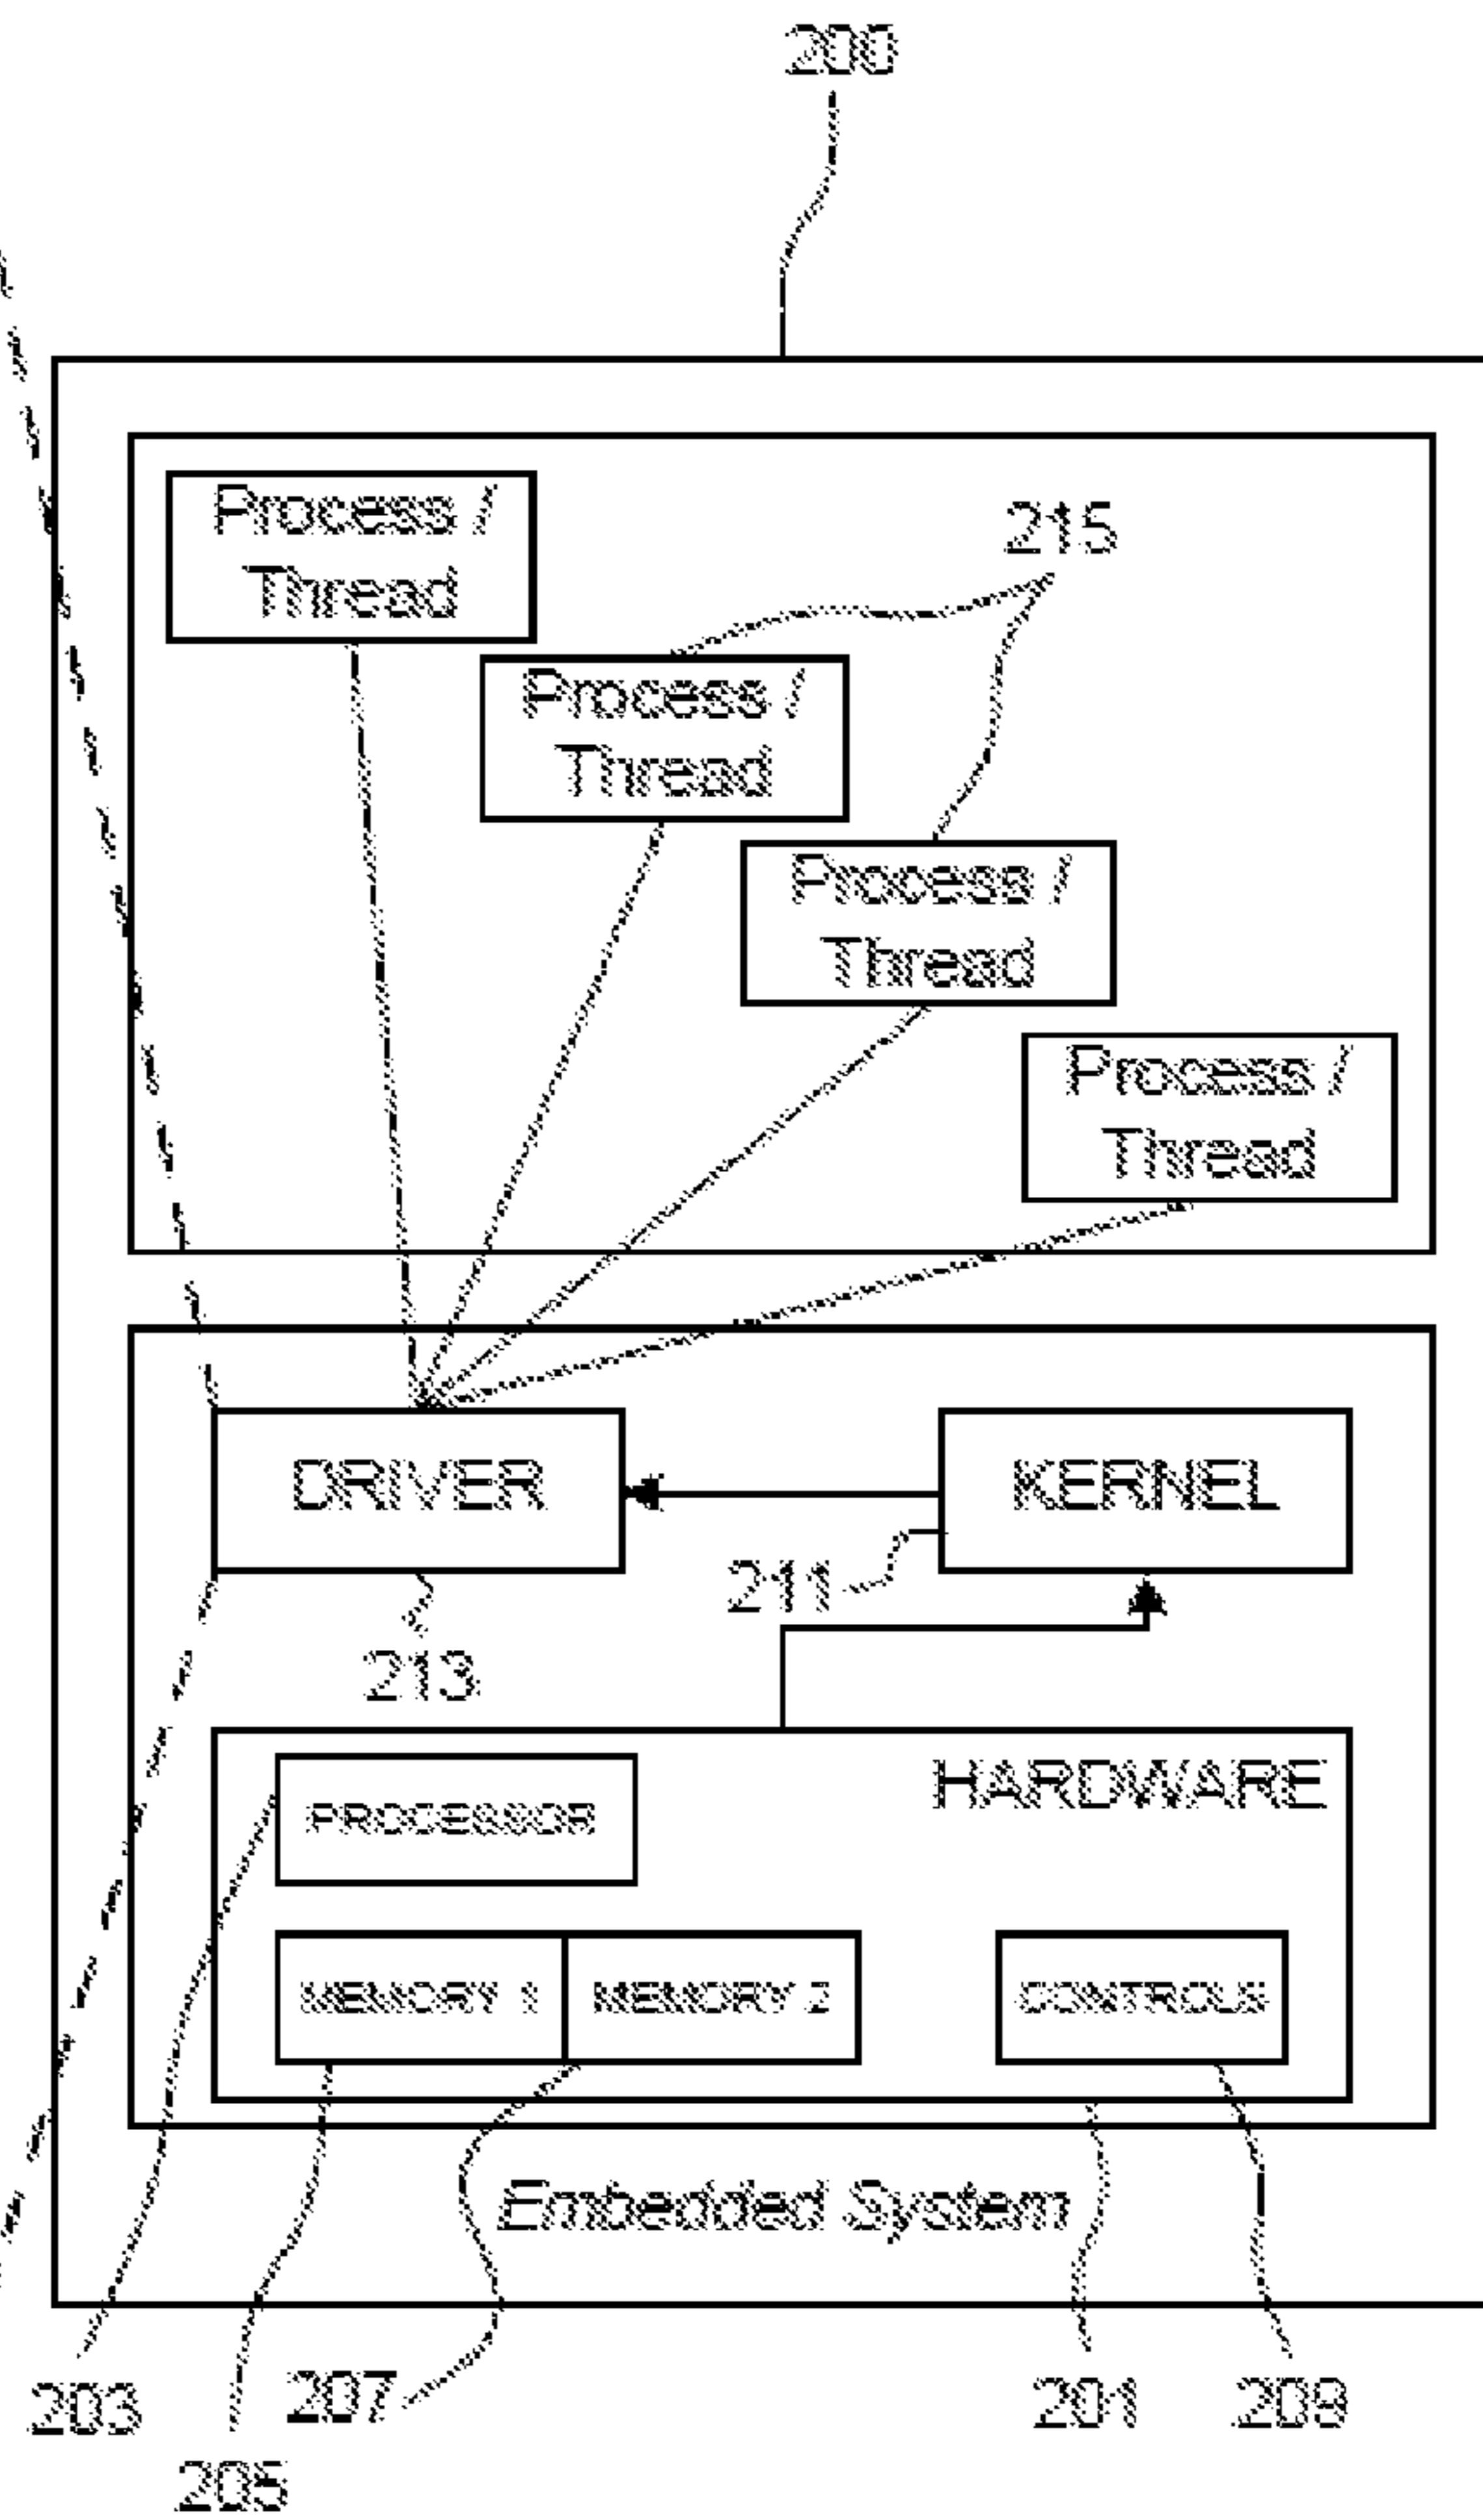 200
Process /
Thread
215
Process /
Thread
Process /
Thread
Process /
Thread
DRIVER
KERNEL
211
213
HARDWARE
PROCESSOR
MEMORY 1
MEMORY 2
CONTROLS
Embedded System
203
207
201
205